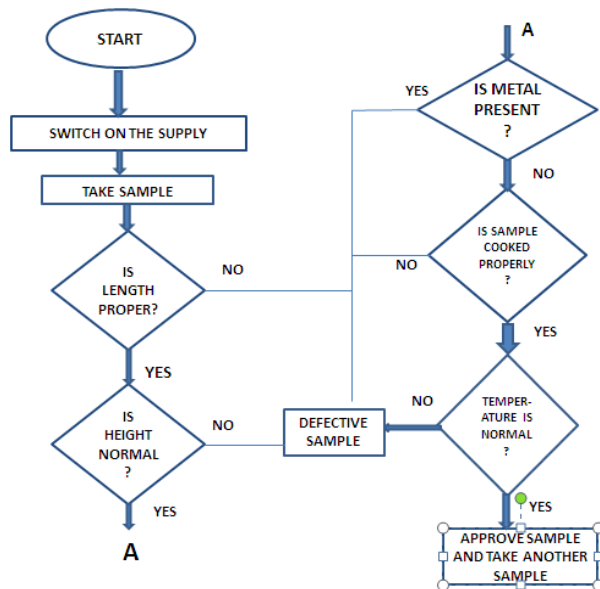 START
SWITCH ON THE SUPPLY
TAKE SAMPLE
IS
LENGTH
PROPER?
NO
YES
IS
HEIGHT
NORMAL
?
NO
YES
A
DEFECTIVE
SAMPLE
A
IS METAL
PRESENT
?
YES
NO
IS SAMPLE
COOKED
PROPERLY
?
NO
YES
TEMPER-
ATURE IS
NORMAL
?
NO
YES
APPROVE SAMPLE
AND TAKE ANOTHER
SAMPLE